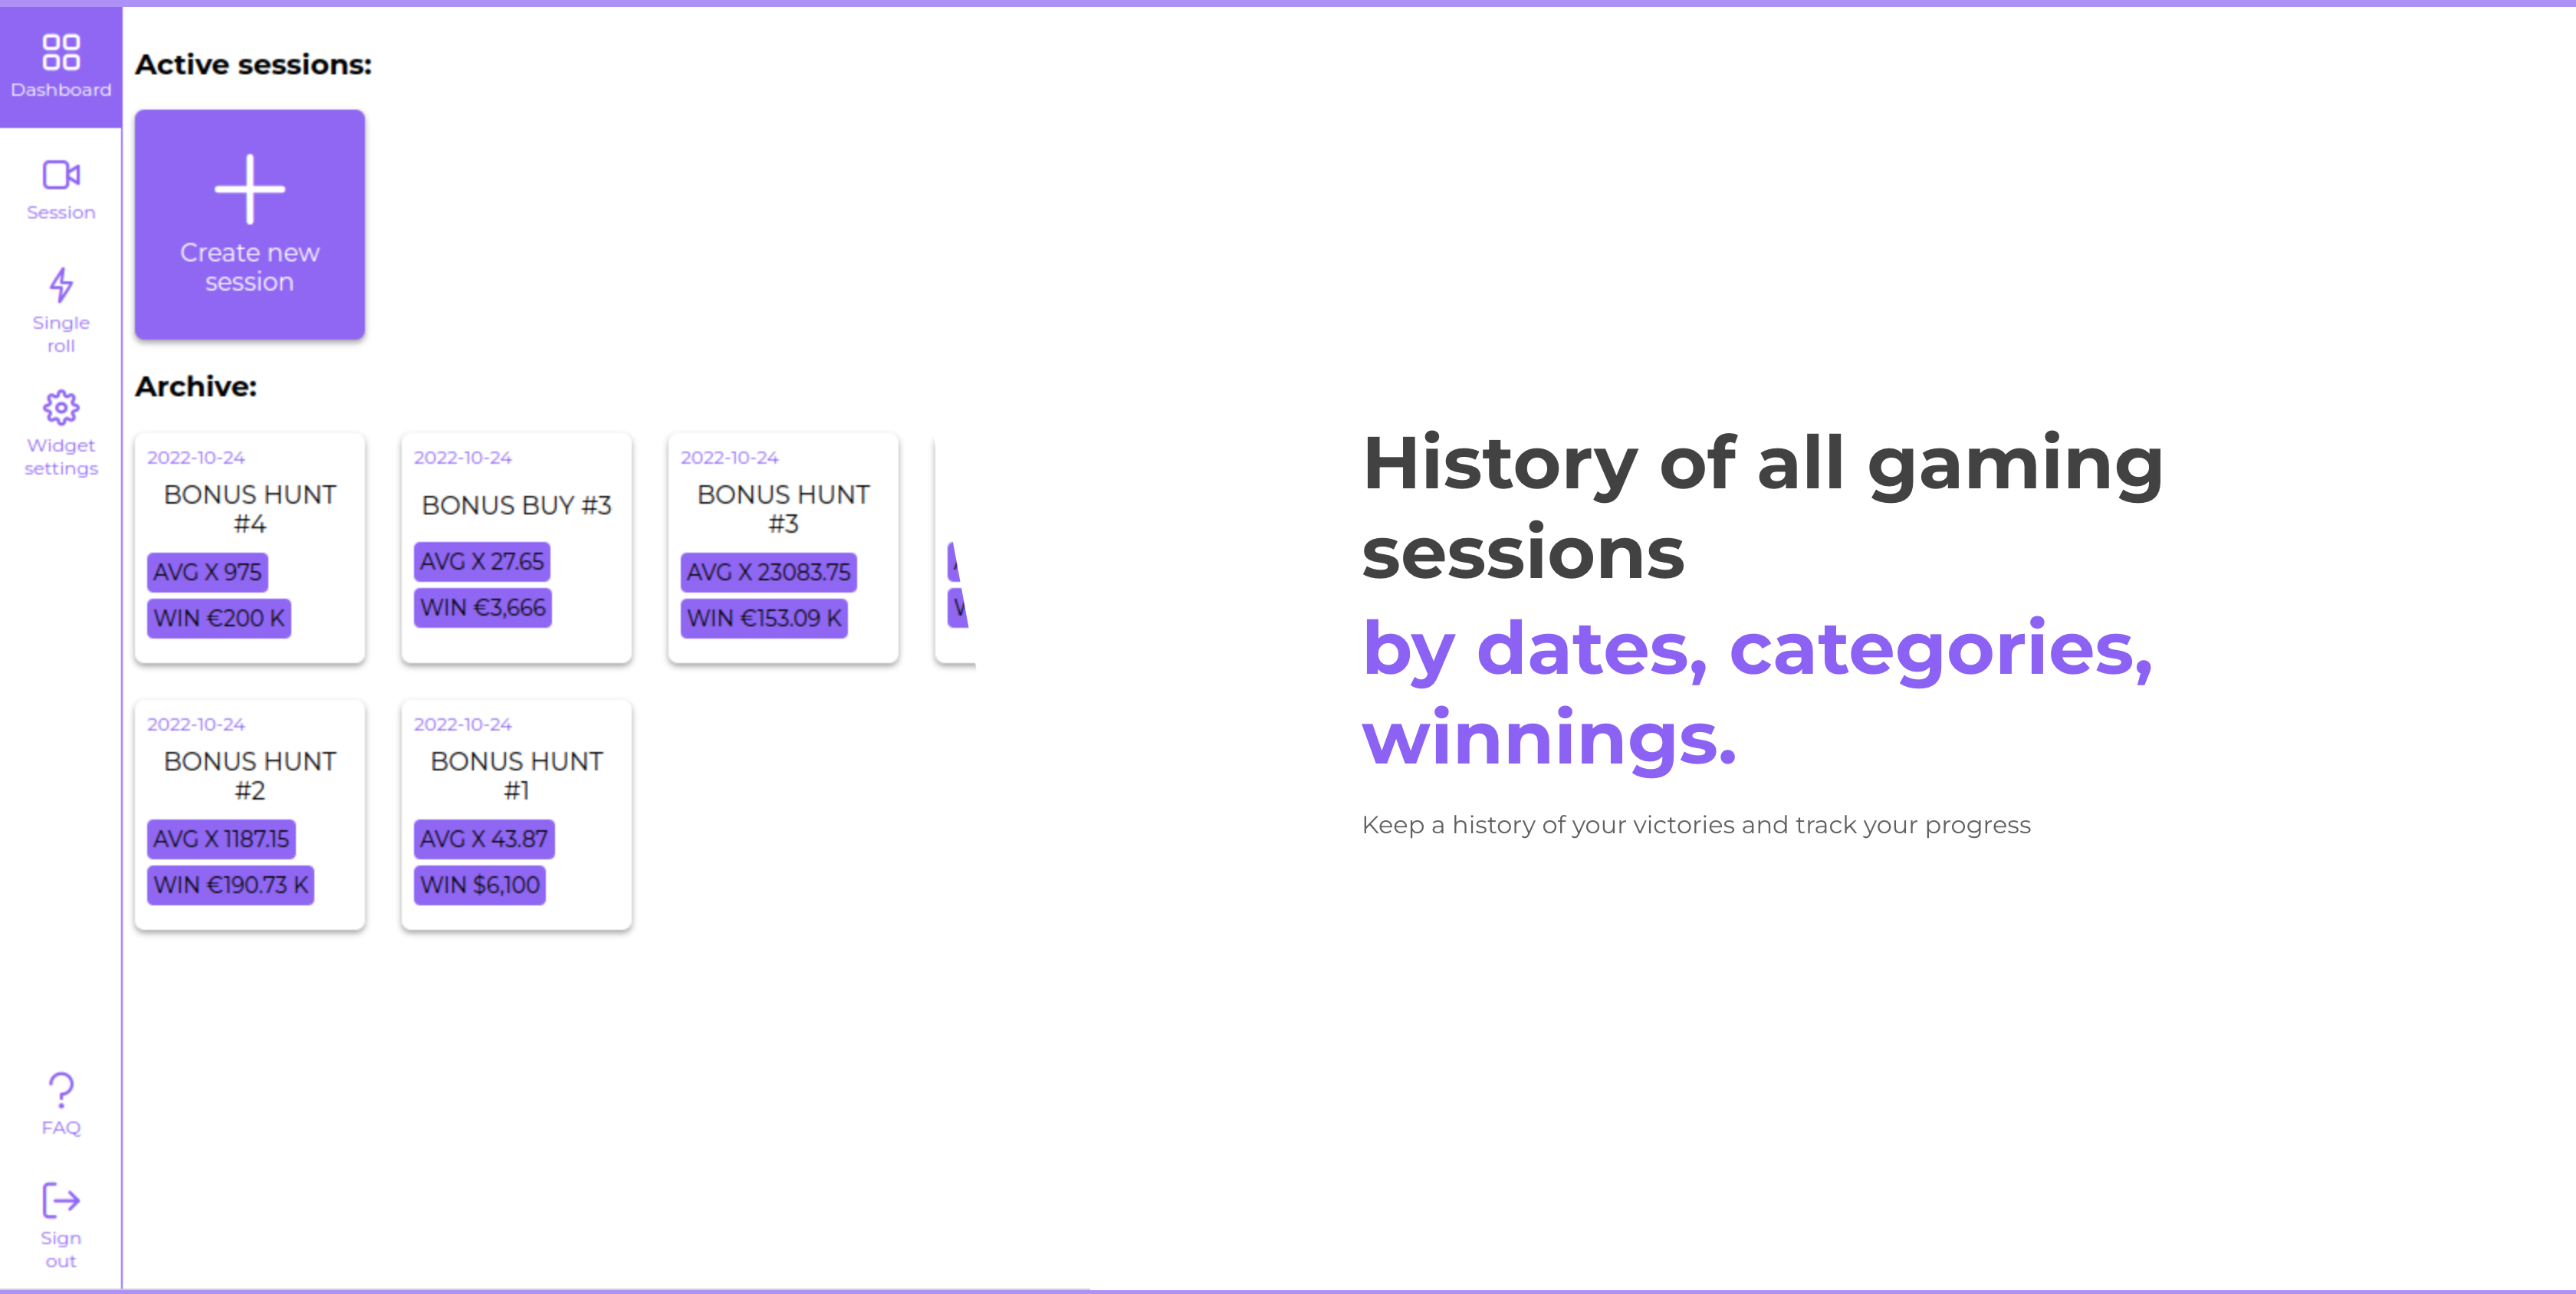 Dashboard
Session
Single
roll
Widget
settings
FAQ
Sign
out
Active sessions:
Create new
session
Archive:
2022-10-24
BONUS HUNT
#4
AVG X 975
WIN €200 K
2022-10-24
BONUS BUY #3
AVG X 27.65
WIN €3,666
2022-10-24
BONUS HUNT
#3
AVG X 23083.75
WIN €153.09 K
2022-10-24
BONUS HUNT
#2
AVG X 1187.15
WIN €190.73 K
2022-10-24
BONUS HUNT
#1
AVG X 43.87
WIN $6,100
History of all gaming
sessions
by dates, categories,
winnings.
Keep a history of your victories and track your progress